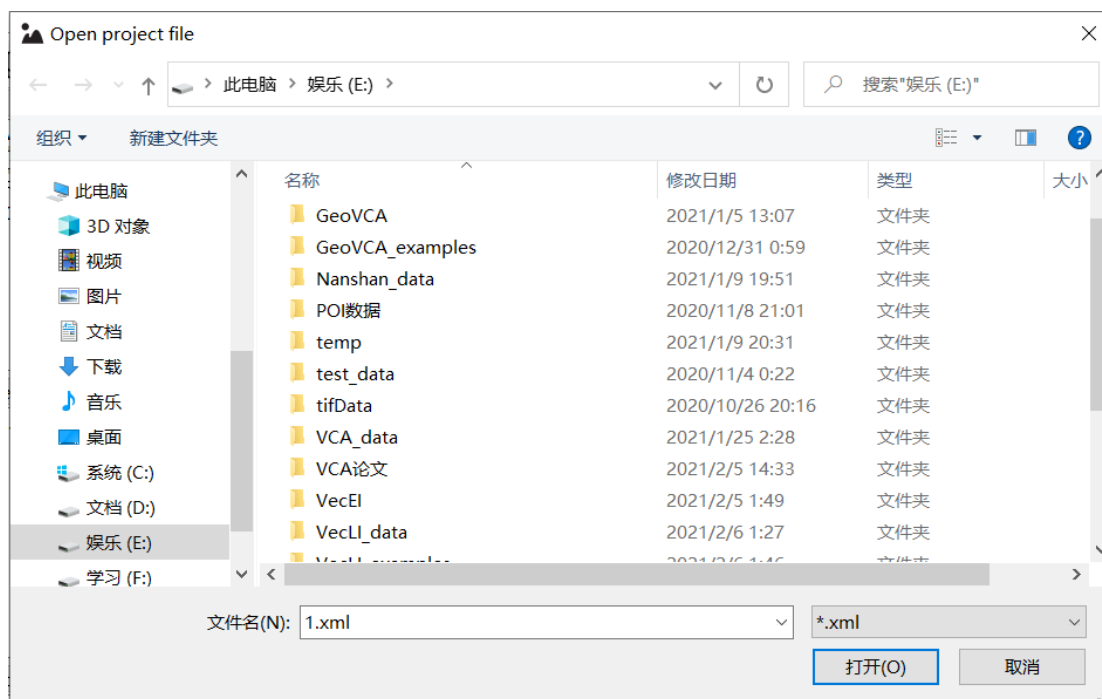 Open project file
此电脑 娱乐 (E:)
搜索"娱乐 (E:)"
组织 新建文件夹
名称 修改日期 类型 大小
此电脑
3D 对象
视频
图片
文档
下载
音乐
桌面
系统 (C:)
文档 (D:)
娱乐 (E:)
学习 (F:)
GeoVCA 2021/1/5 13:07 文件夹
GeoVCA_examples 2020/12/31 0:59 文件夹
Nanshan_data 2021/1/9 19:51 文件夹
POI数据 2020/11/8 21:01 文件夹
temp 2021/1/9 20:31 文件夹
test_data 2020/11/4 0:22 文件夹
tifData 2020/10/26 20:16 文件夹
VCA_data 2021/1/25 2:28 文件夹
VCA论文 2021/2/5 14:33 文件夹
VecEI 2021/2/5 1:49 文件夹
VecLI_data 2021/2/6 1:27 文件夹
文件名(N): 1.xml *.xml
打开(O) 取消